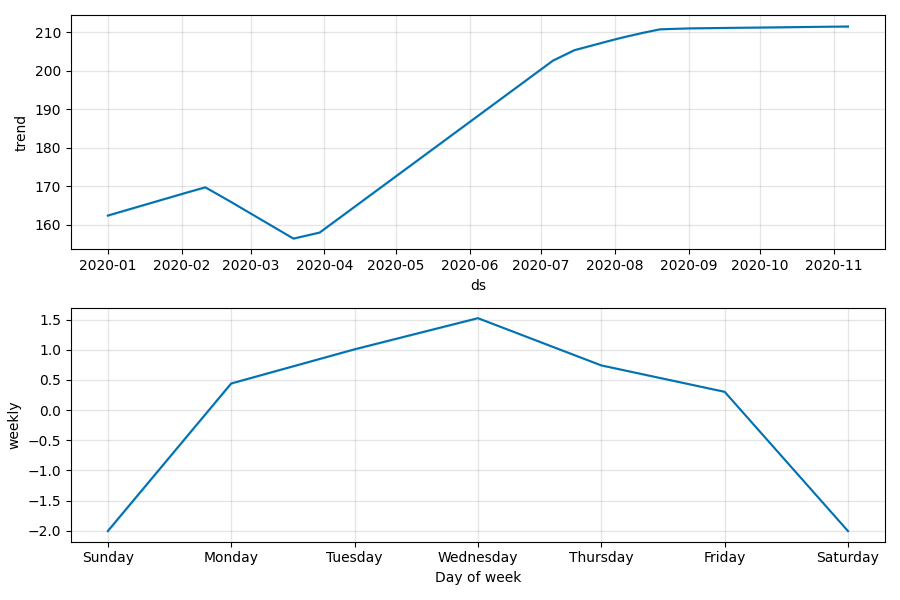 210
200
190
180
170
160
trend
2020-01 2020-02 2020-03 2020-04 2020-05 2020-06 2020-07 2020-08 2020-09 2020-10 2020-11
ds
1.5
1.0
0.5
0.0
−0.5
−1.0
−1.5
−2.0
weekly
Sunday Monday Tuesday Wednesday Thursday Friday Saturday
Day of week